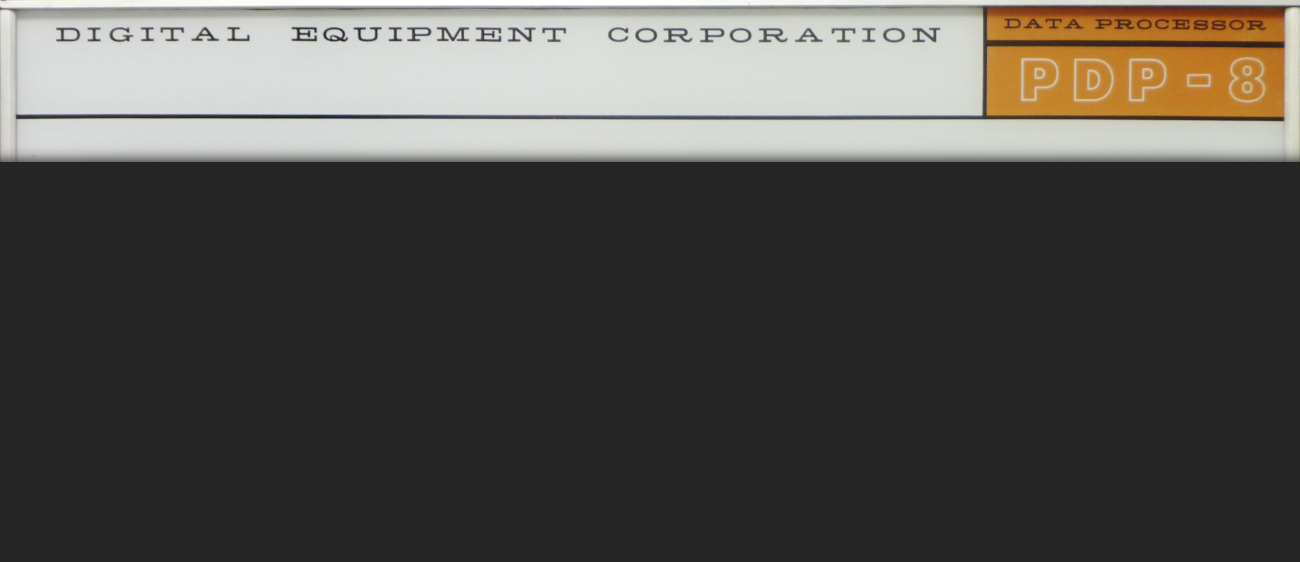 DIGITAL EQUIPMENT CORPORATION
DATA PROCESSOR
PDP-8